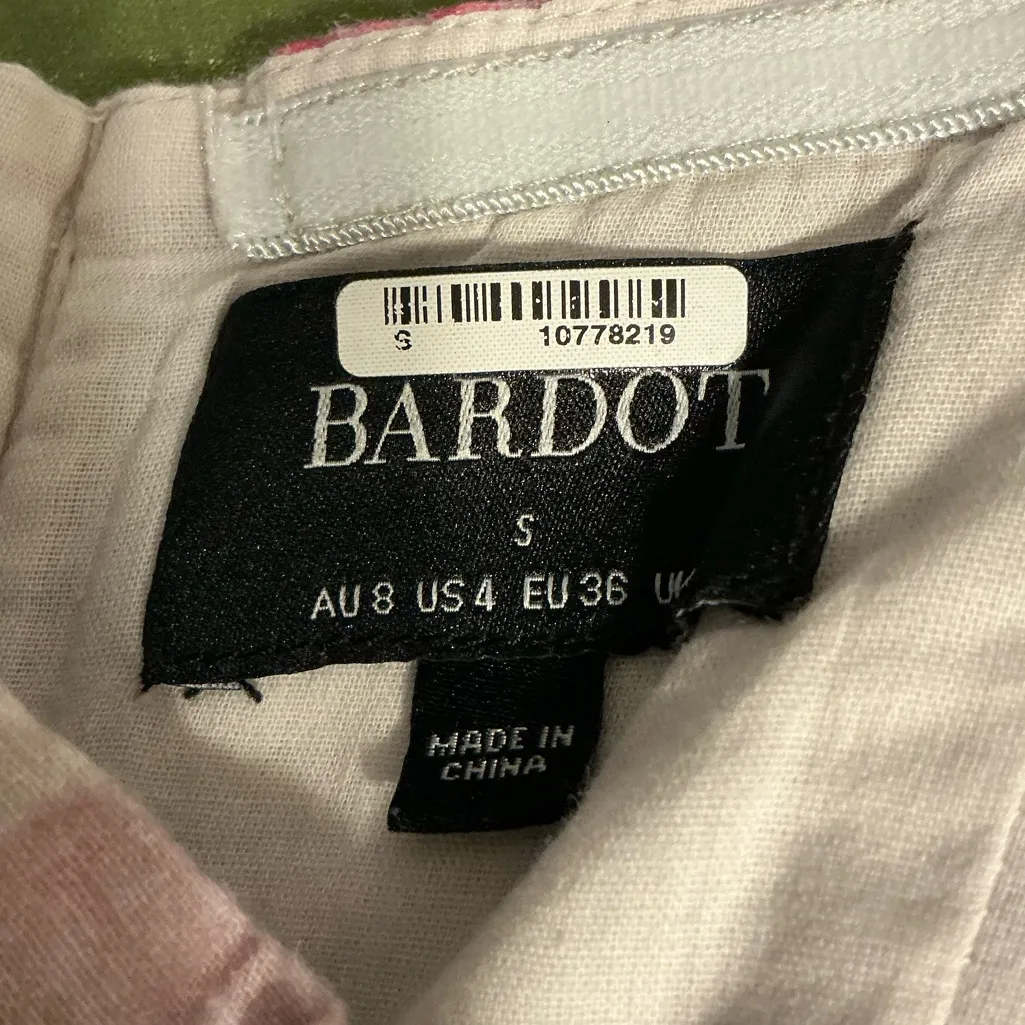 S 10778219
BARDOT
S
AU 8 US 4 EU 36
MADE IN
CHINA